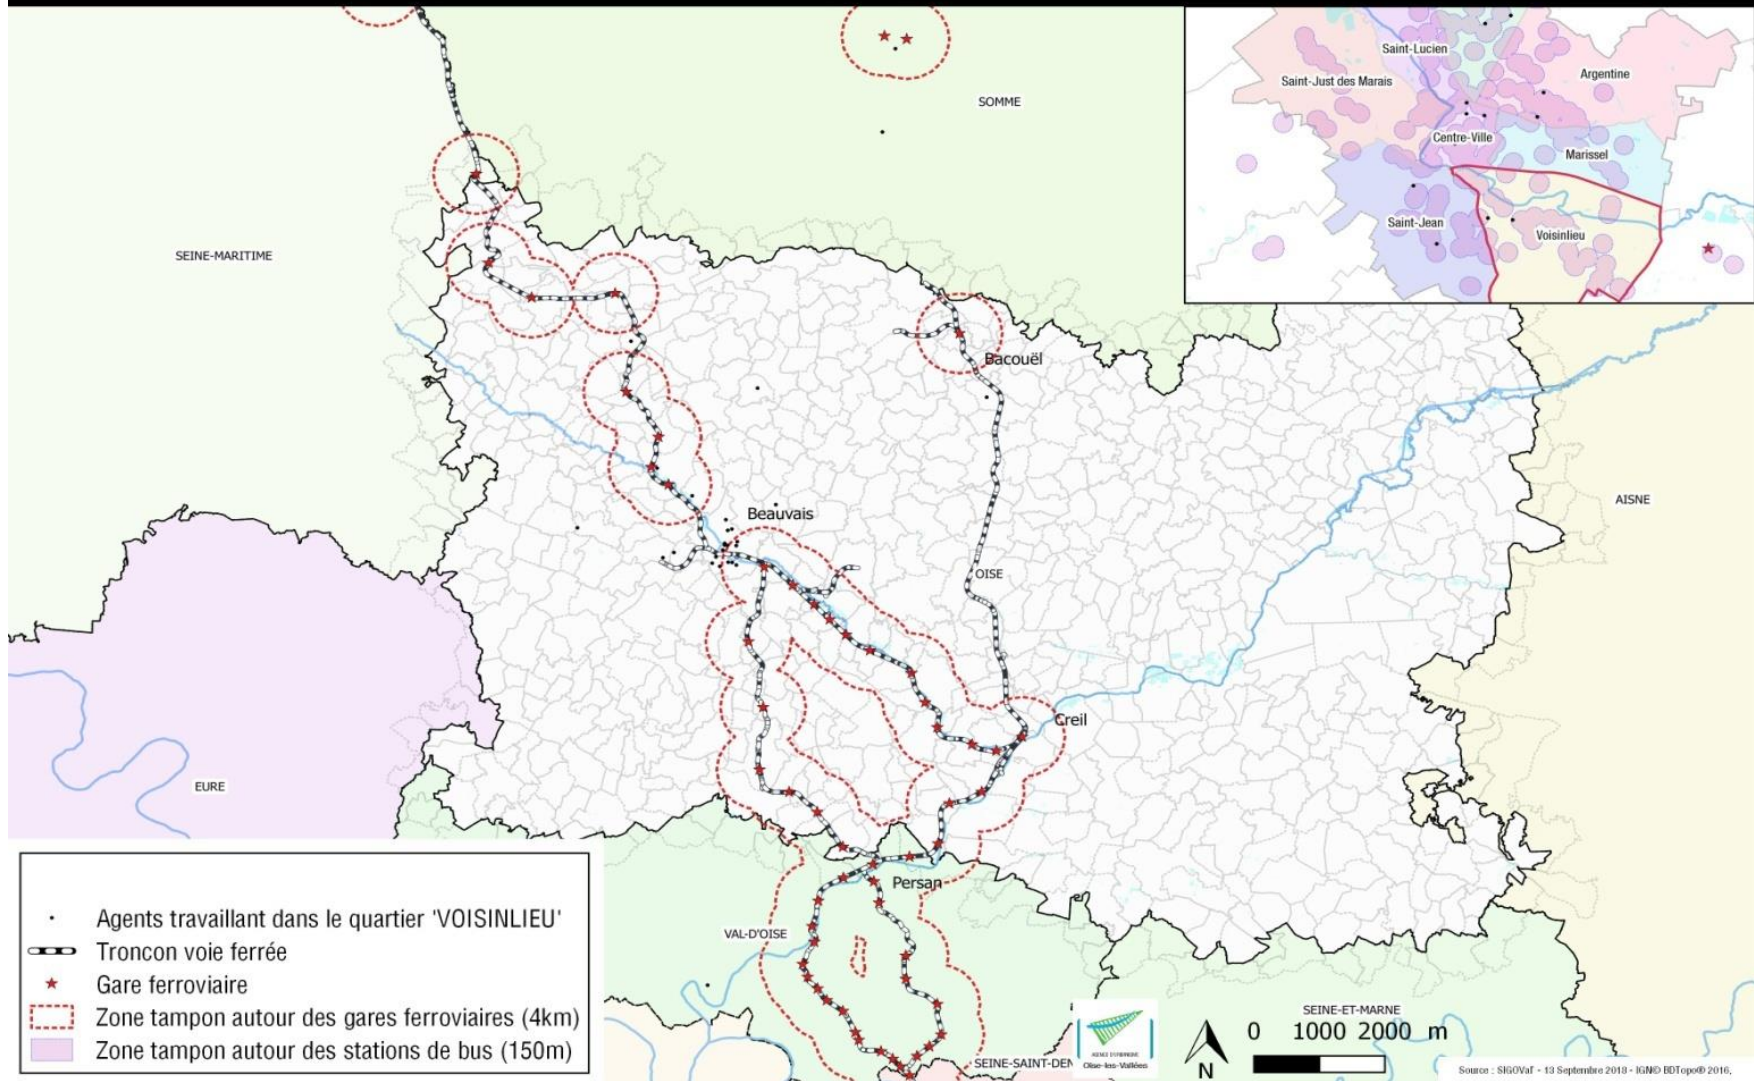 SOMME
SEINE-MARITIME
Saint-Lucien
Saint-Just des Marais
Argentine
Centre-Ville
Marissel
Saint-Jean
Voisinlieu
Bacouël
Beauvais
AISNE
OISE
Creil
EURE
Persan
VAL-D'OISE
SEINE-ET-MARNE
SEINE-SAINT-DEN
Agents travaillant dans le quartier 'VOISINLIEU'
Troncon voie ferrée
Gare ferroviaire
Zone tampon autour des gares ferroviaires (4km)
Zone tampon autour des stations de bus (150m)
AGENCE D'URBANISME
Oise-les-Vallées
N
0 1000 2000 m
Source : SIGOVal - 13 Septembre 2018 - IGN© BDTopo® 2016,